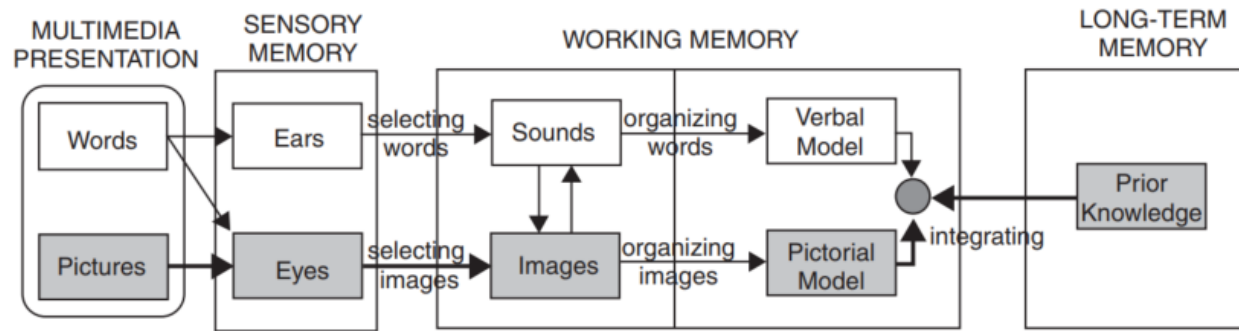 MULTIMEDIA
PRESENTATION
SENSORY
MEMORY
WORKING MEMORY
LONG-TERM
MEMORY
Words
Ears
selecting
words
Sounds
organizing
words
Verbal
Model
Prior
Knowledge
integrating
Pictures
Eyes
selecting
images
Images
organizing
images
Pictorial
Model